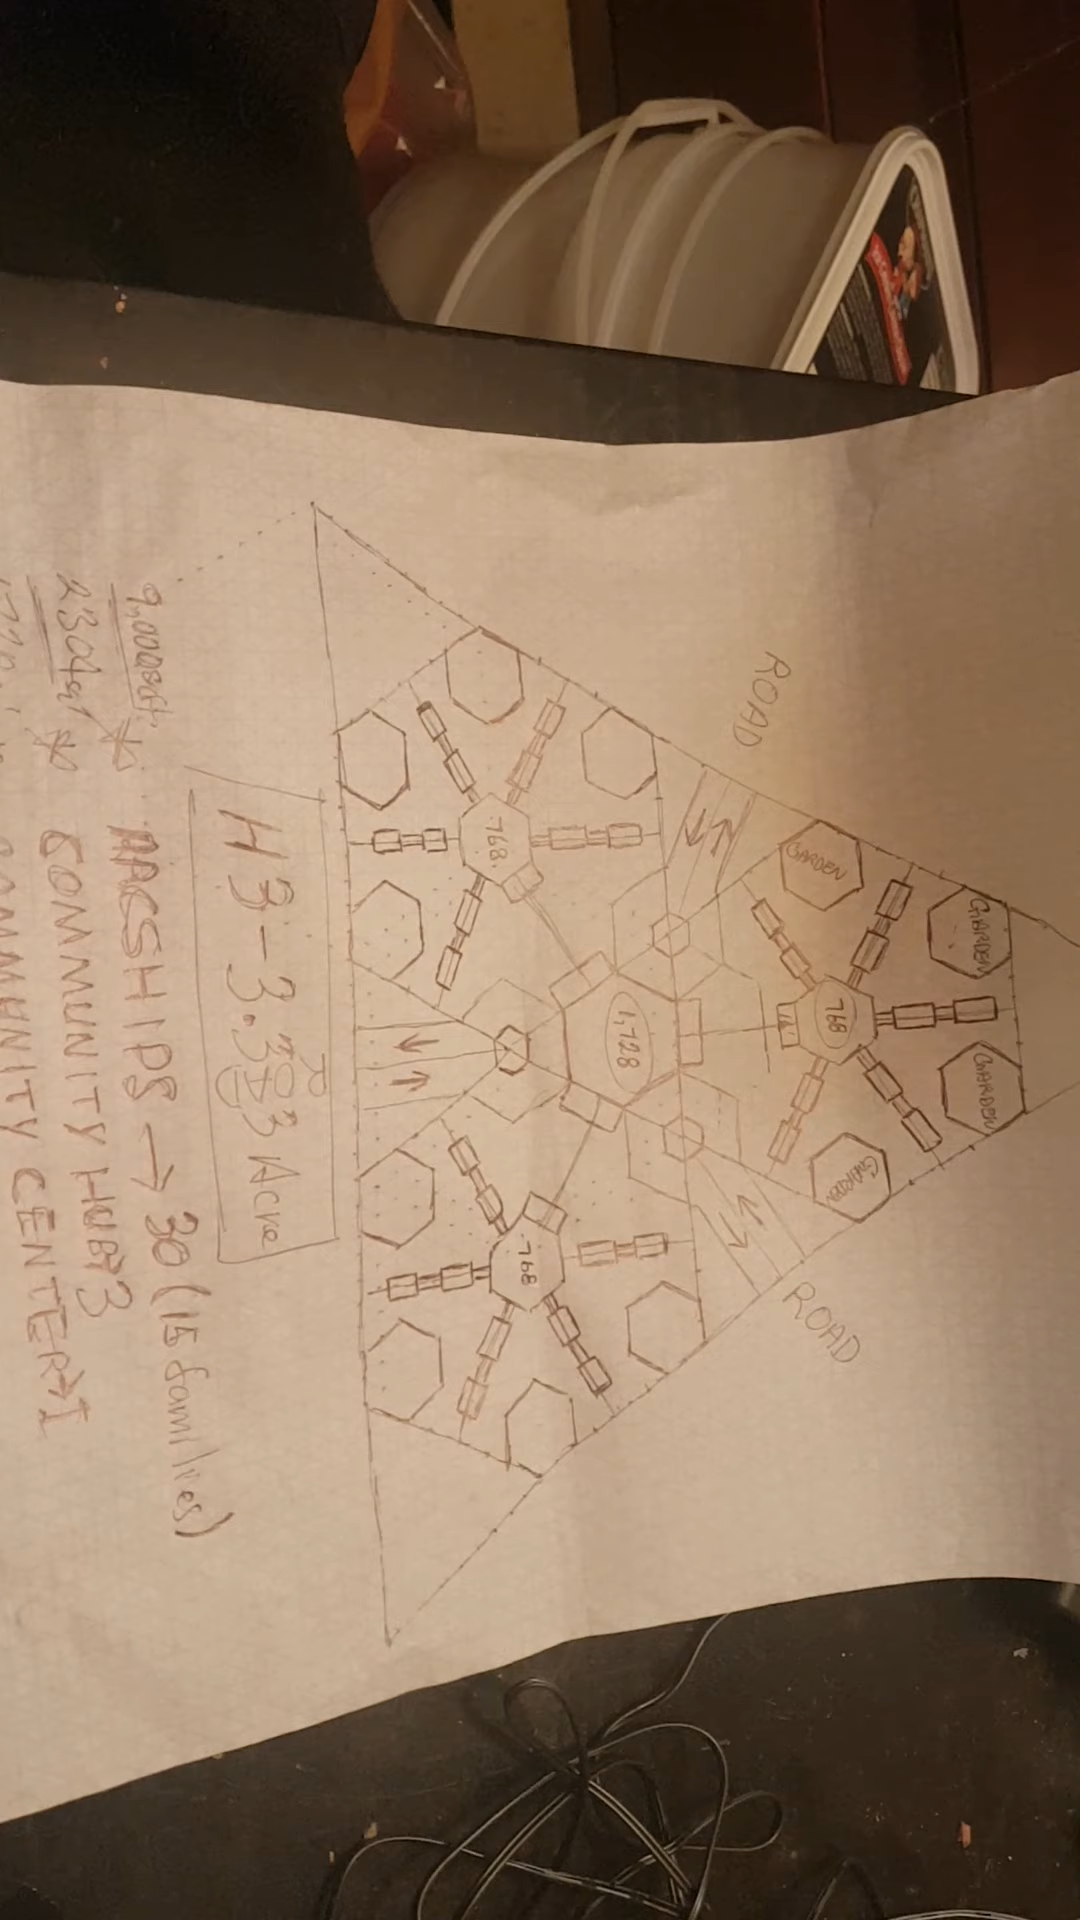 GARDEN
GARDEN
GARDEN
GARDEN
768
ROAD
ROAD
1,728
768
768
H3-3. Acre
9,000sqft ARCSHIPS → 30 (15 families)
2304sqft COMMUNITY HUB→3
COMMUNITY CENTER→1